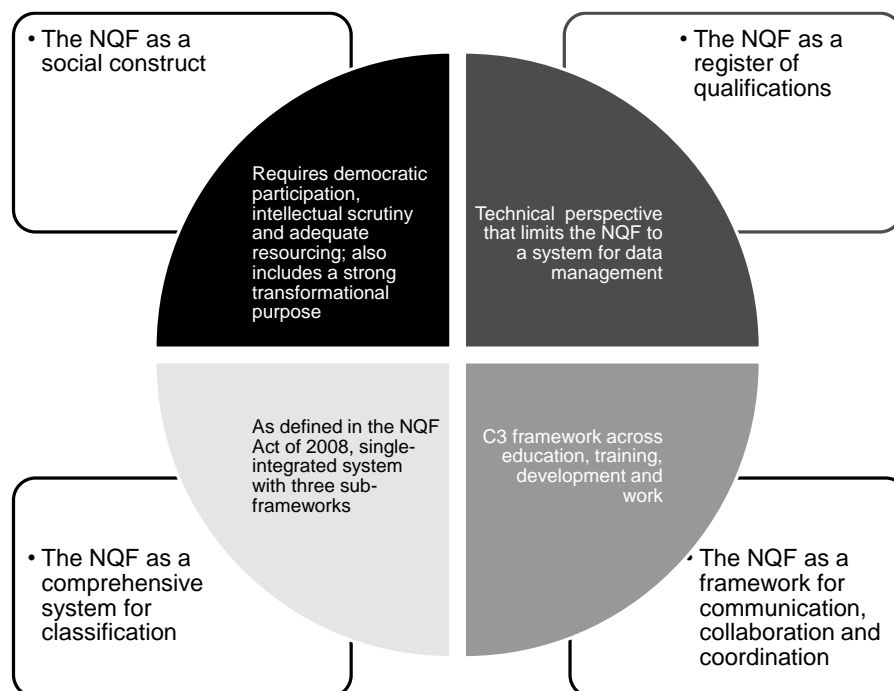 • The NQF as a
social construct
• The NQF as a
register of
qualifications
Requires democratic
participation,
intellectual scrutiny
and adequate
resourcing; also
includes a strong
transformational
purpose
Technical perspective
that limits the NQF to
a system for data
management
As defined in the NQF
Act of 2008, single-
integrated system
with three sub-
frameworks
C3 framework across
education, training,
development and
work
• The NQF as a
comprehensive
system for
classification
• The NQF as a
framework for
communication,
collaboration and
coordination